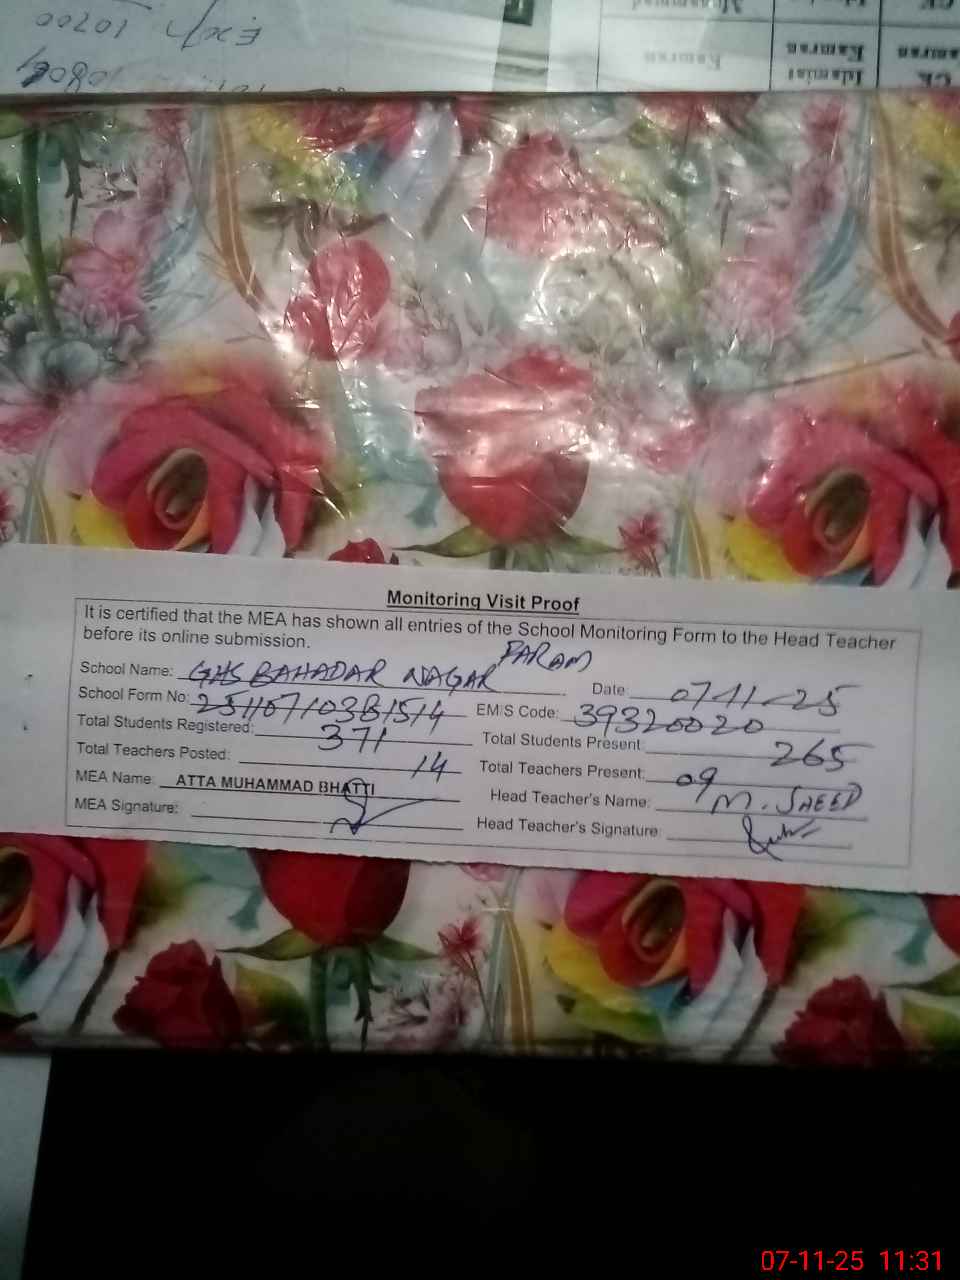 Exp 10700
Monitoring Visit Proof
It is certified that the MEA has shown all entries of the School Monitoring Form to the Head Teacher
before its online submission.
PARAM
School Name: GHS BAHADAR NAGAR Date: 07-11-25
School Form No: 25110710381514 EMIS Code: 39320020
Total Students Registered: 371 Total Students Present: 265
Total Teachers Posted: 14 Total Teachers Present: 09
MEA Name: ATTA MUHAMMAD BHATTI Head Teacher's Name: M. SAEED
MEA Signature: Head Teacher's Signature:
07-11-25 11:31